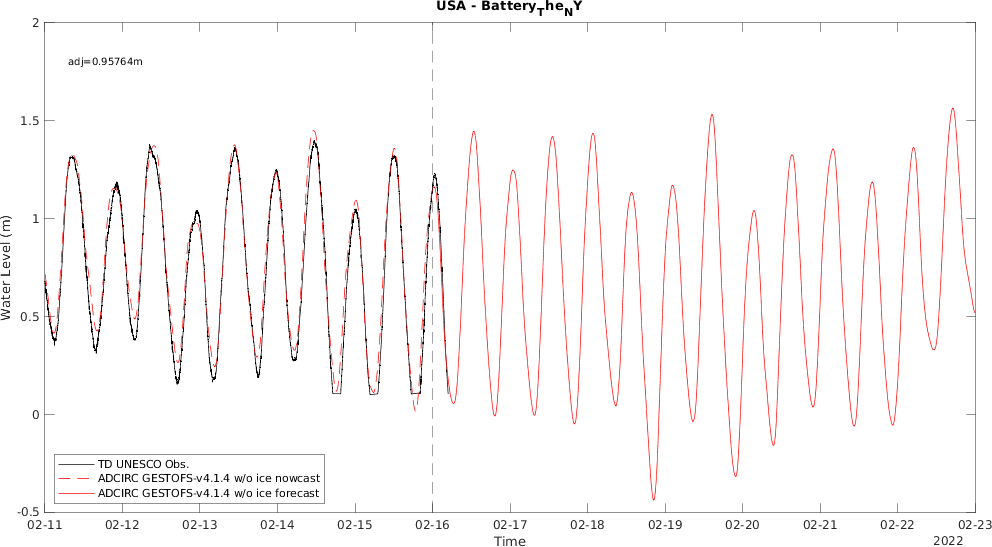 USA - Battery_The_NY
2
adj=0.95764m
1.5
1
0.5
0
-0.5
Water Level (m)
TD UNESCO Obs.
ADCIRC GESTOFS-v4.1.4 w/o ice nowcast
ADCIRC GESTOFS-v4.1.4 w/o ice forecast
02-11 02-12 02-13 02-14 02-15 02-16 02-17 02-18 02-19 02-20 02-21 02-22 02-23
Time
2022